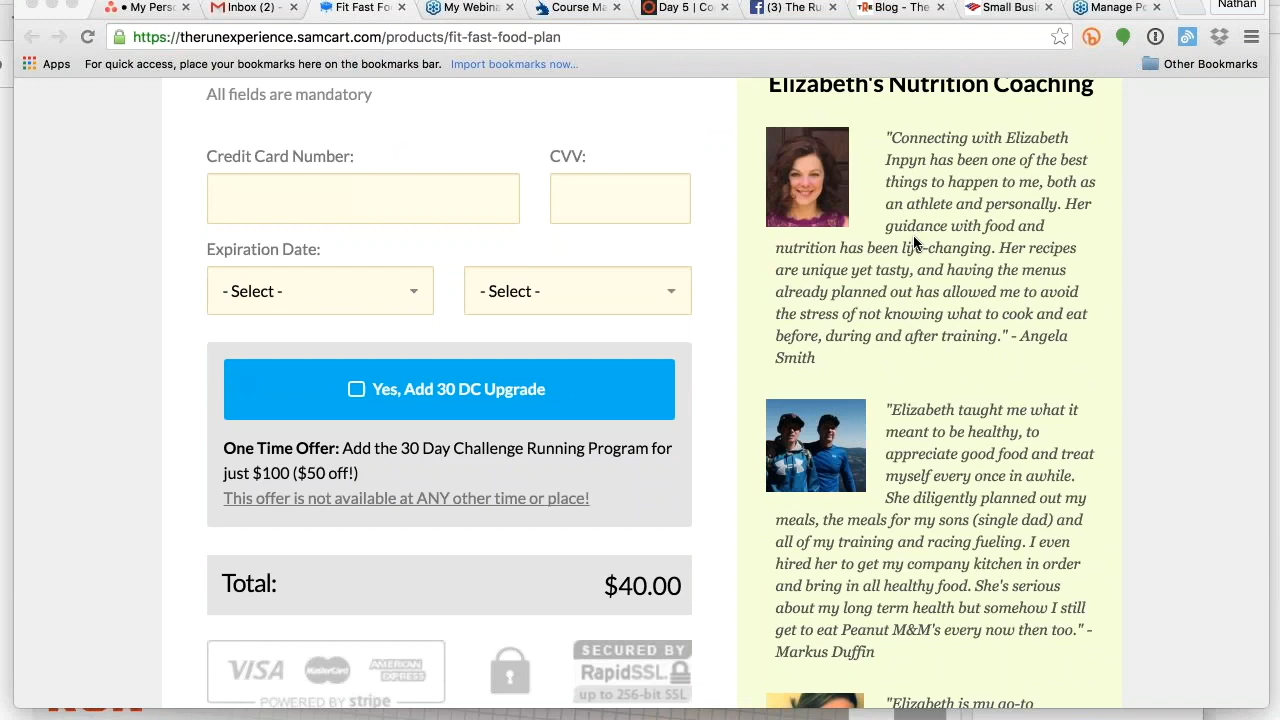 My Persc
Inbox (2) -
Fit Fast Fo
My Webina
Course Ma
Day 5 | Co
(3) The Ru
Blog - The
Small Busi
Manage Po
Nathan
https://therunexperience.samcart.com/products/fit-fast-food-plan
Apps
For quick access, place your bookmarks here on the bookmarks bar. Import bookmarks now...
Other Bookmarks
All fields are mandatory
Credit Card Number:
CVV:
Expiration Date:
- Select -
- Select -
Yes, Add 30 DC Upgrade
One Time Offer: Add the 30 Day Challenge Running Program for
just $100 ($50 off!)
This offer is not available at ANY other time or place!
Total:
$40.00
VISA
MasterCard
AMERICAN
EXPRESS
POWERED BY stripe
SECURED BY
RapidSSL.
up to 256-bit SSL
Elizabeth's Nutrition Coaching
"Connecting with Elizabeth
Inpyn has been one of the best
things to happen to me, both as
an athlete and personally. Her
guidance with food and
nutrition has been life-changing. Her recipes
are unique yet tasty, and having the menus
already planned out has allowed me to avoid
the stress of not knowing what to cook and eat
before, during and after training." - Angela
Smith
"Elizabeth taught me what it
meant to be healthy, to
appreciate good food and treat
myself every once in awhile.
She diligently planned out my
meals, the meals for my sons (single dad) and
all of my training and racing fueling. I even
hired her to get my company kitchen in order
and bring in all healthy food. She's serious
about my long term health but somehow I still
get to eat Peanut M&M's every now then too." -
Markus Duffin
"Elizabeth is my go-to